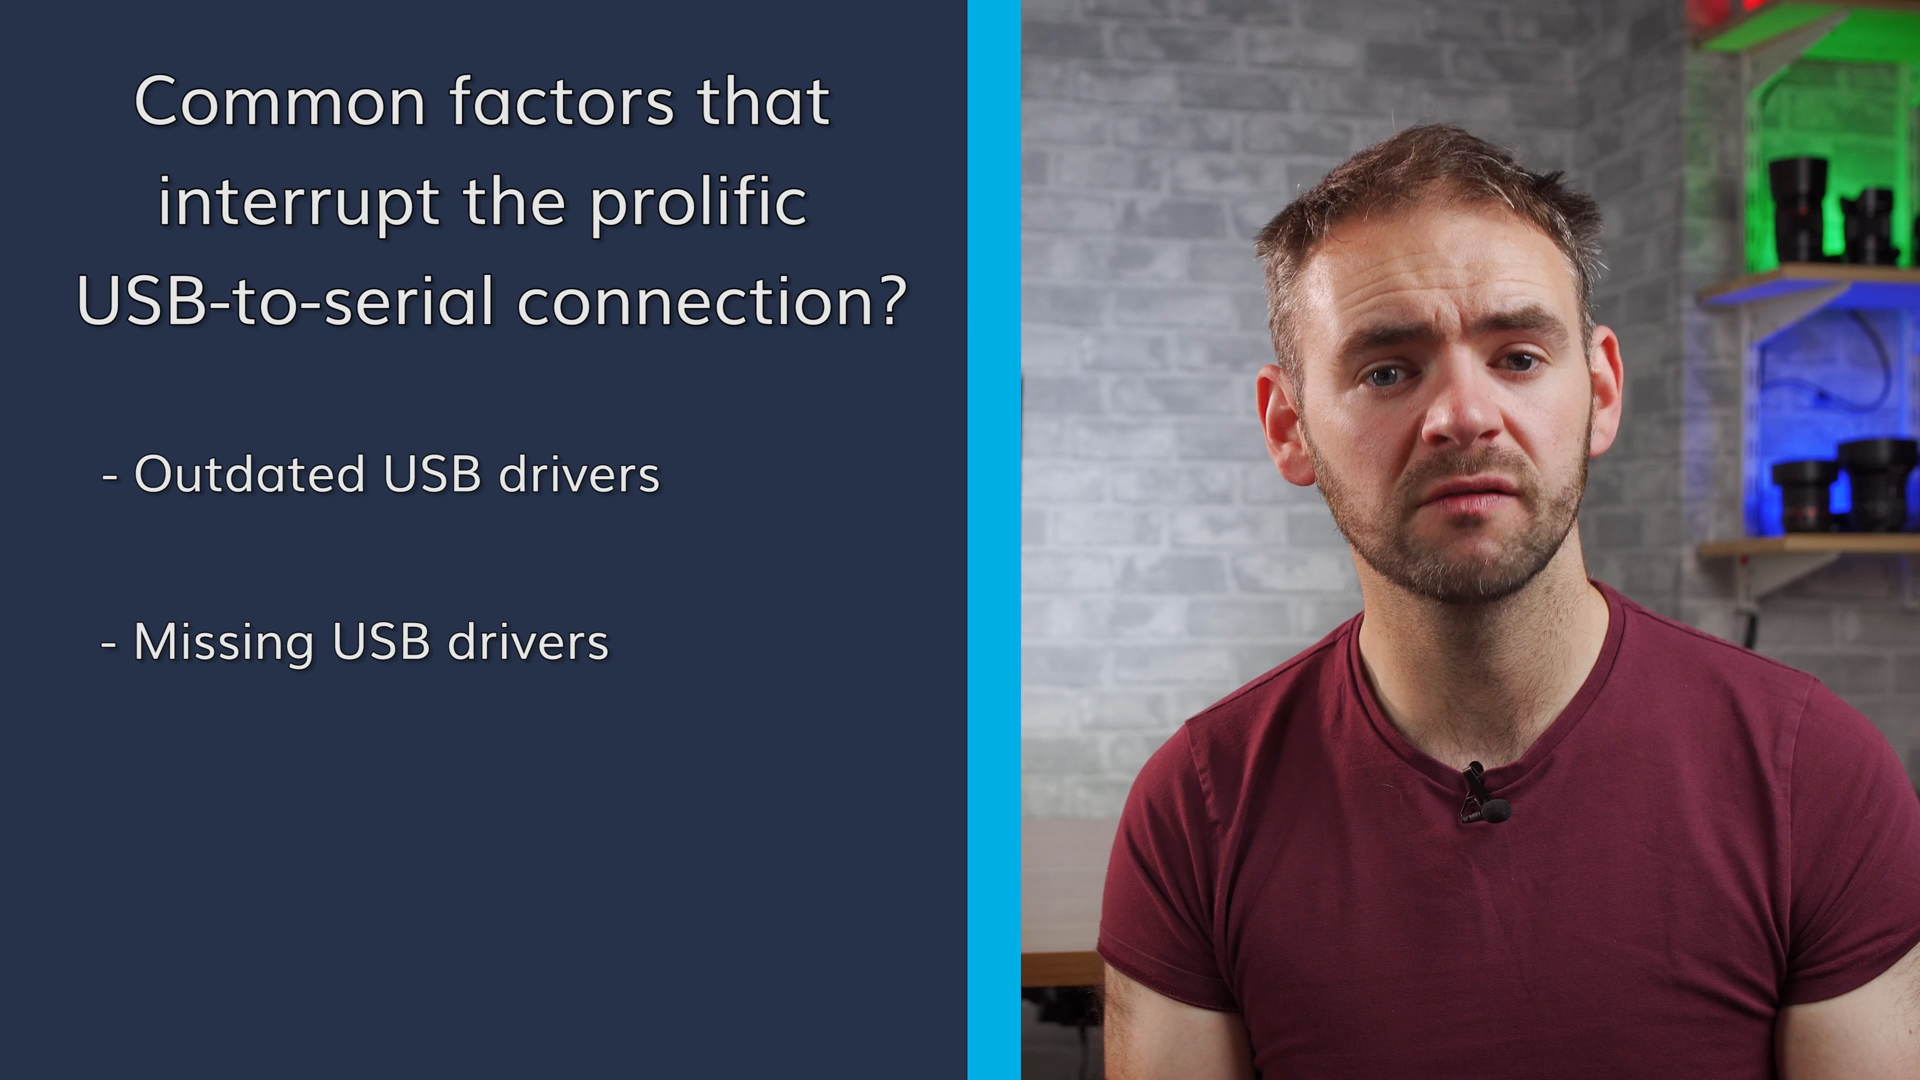 Common factors that
interrupt the prolific
USB-to-serial connection?
- Outdated USB drivers
- Missing USB drivers